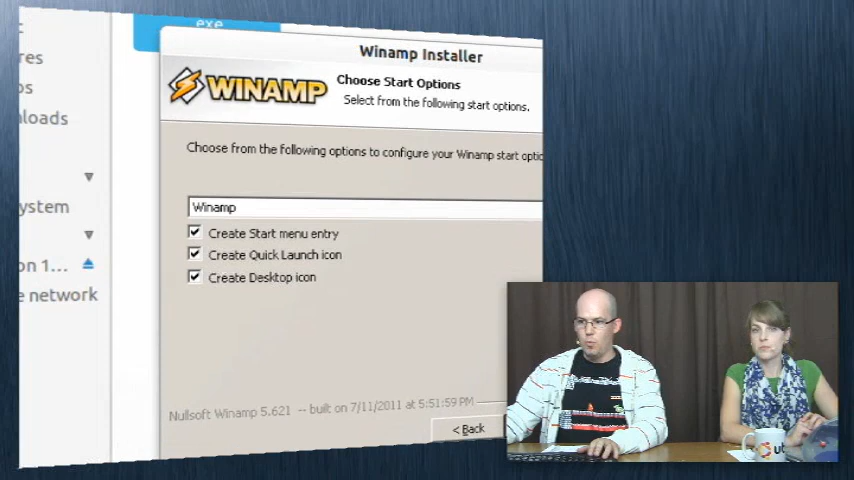 exe
Winamp Installer
WINAMP
Choose Start Options
Select from the following start options.
Choose from the following options to configure your Winamp start optio
Winamp
Create Start menu entry
Create Quick Launch icon
Create Desktop icon
Nullsoft Winamp 5.621 -- built on 7/11/2011 at 5:51:59 PM
< Back
res
os
nloads
ystem
on 1...
e network